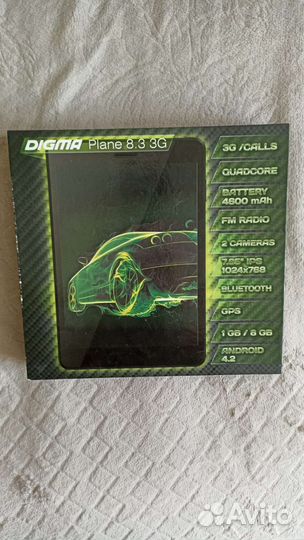 DIGMA Plane 8.3 3G
3G /CALLS
QUADCORE
BATTERY
4800 mAh
FM RADIO
2 CAMERAS
7.85" IPS
1024x768
BLUETOOTH
GPS
1 GB / 8 GB
ANDROID
4.2
Avito